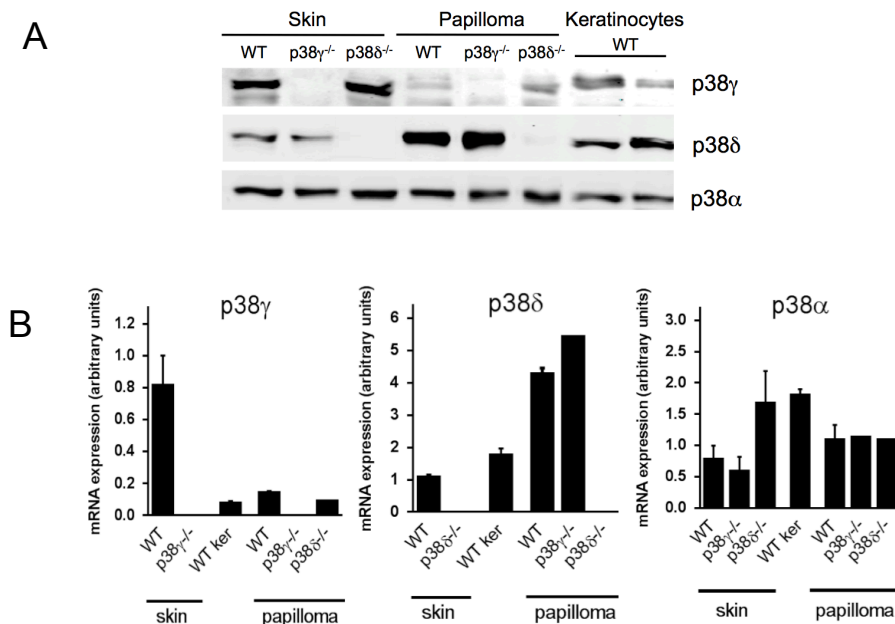 A
Skin Papilloma Keratinocytes
WT p38γ-/- p38δ-/- WT p38γ-/- p38δ-/- WT
p38γ
p38δ
p38α
B
p38γ
mRNA expression (arbitrary units)
1.2
1.0
0.8
0.6
0.4
0.2
0.0
WT p38γ-/- WT ker WT p38γ-/- p38δ-/-
skin papilloma
p38δ
mRNA expression (arbitrary units)
6
5
4
2
1
0
WT p38δ-/- WT ker WT p38γ-/- p38δ-/-
skin papilloma
p38α
mRNA expression (arbitrary units)
3.0
2.5
2.0
1.5
1.0
0.5
0.0
WT p38γ-/- p38δ-/- WT ker WT p38γ-/- p38δ-/-
skin papilloma